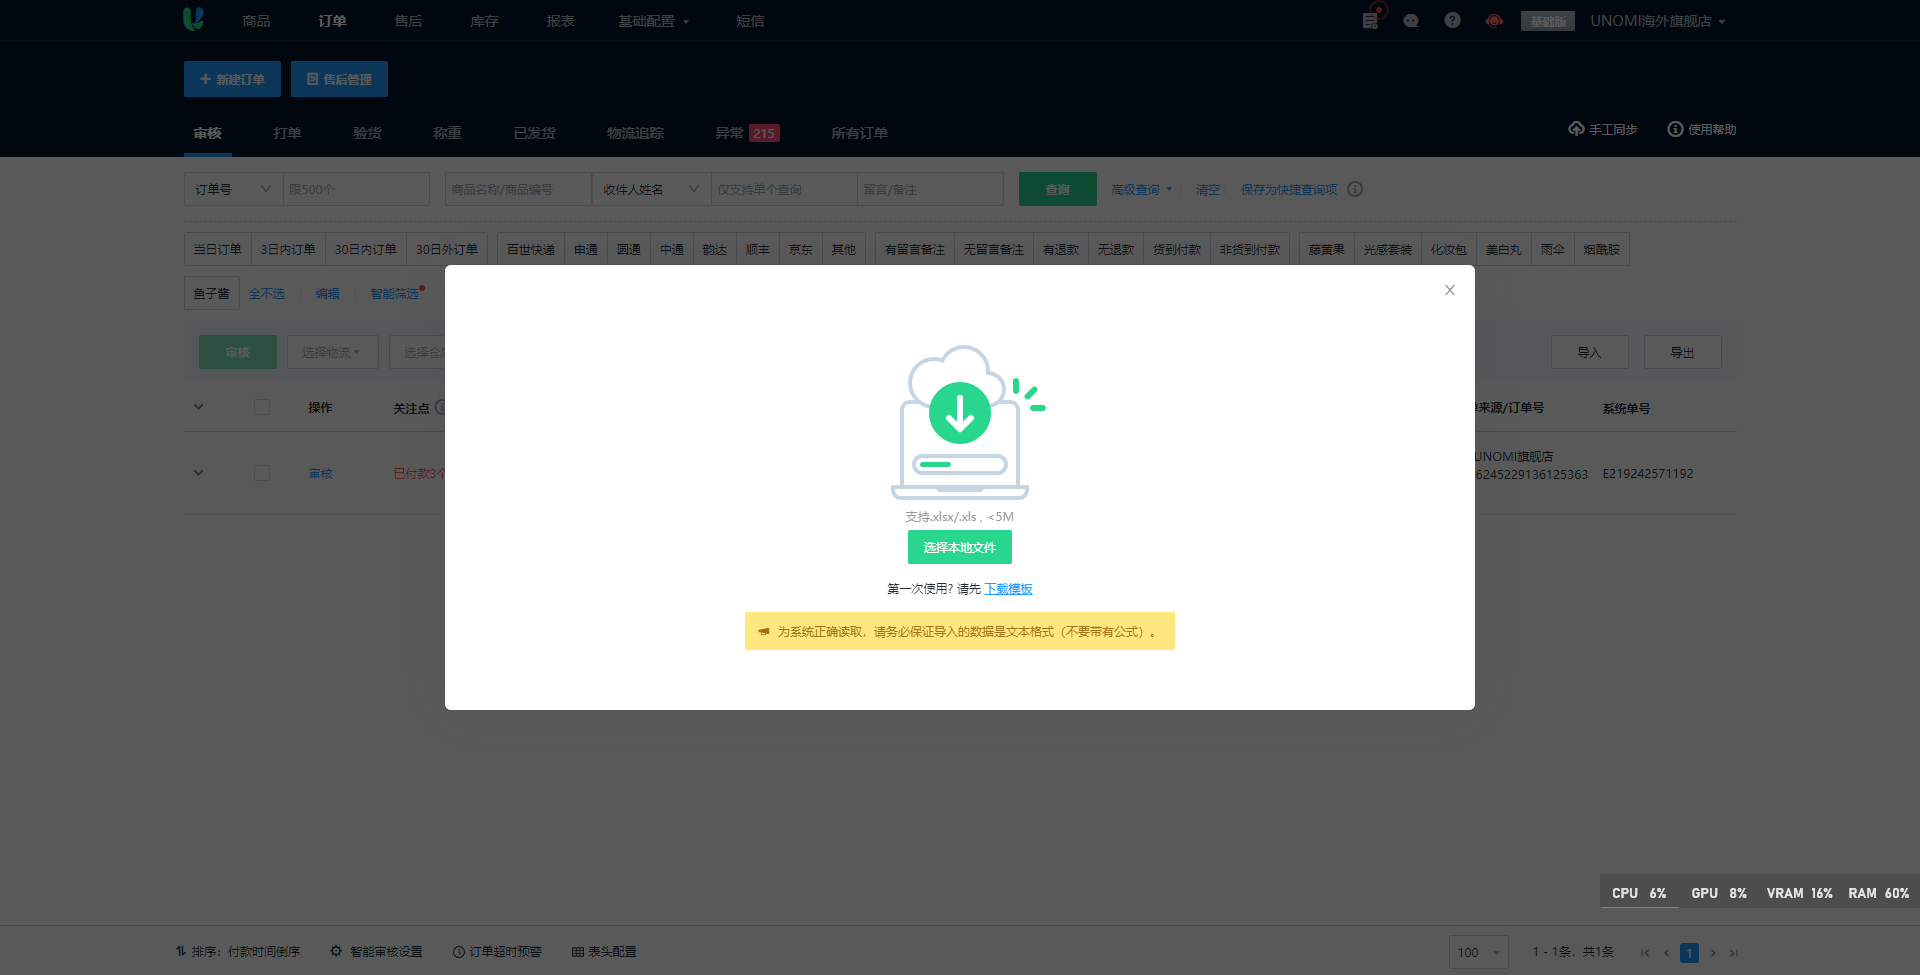 商品 订单 售后 库存 报表 基础配置 短信 基础版 UNOMI海外旗舰店
新建订单 售后管理
审核 打单 验货 称重 已发货 物流追踪 异常 215 所有订单 手工同步 使用帮助
订单号 限500个 商品名称/商品编号 收件人姓名 仅支持单个查询 留言/备注 查询 高级查询 清空 保存为快捷查询项
当日订单 3日内订单 30日内订单 30日外订单 百世快递 申通 圆通 中通 韵达 顺丰 京东 其他 有留言备注 无留言备注 有退款 无退款 货到付款 非货到付款 藤黄果 光感套装 化妆包 美白丸 雨伞 烟酰胺
鱼子酱 全不选 编辑 智能筛选
审核 选择物流 选择仓 导入 导出
操作 关注点 来源/订单号 系统单号
审核 已付款3个 UNOMI旗舰店
6245229136125363 E219242571192
支持.xlsx/.xls , <5M
选择本地文件
第一次使用? 请先 下载模板
为系统正确读取，请务必保证导入的数据是文本格式（不要带有公式）。
CPU 6% GPU 8% VRAM 16% RAM 60%
排序: 付款时间倒序 智能审核设置 订单超时预警 表头配置 100 1 - 1条, 共1条 1